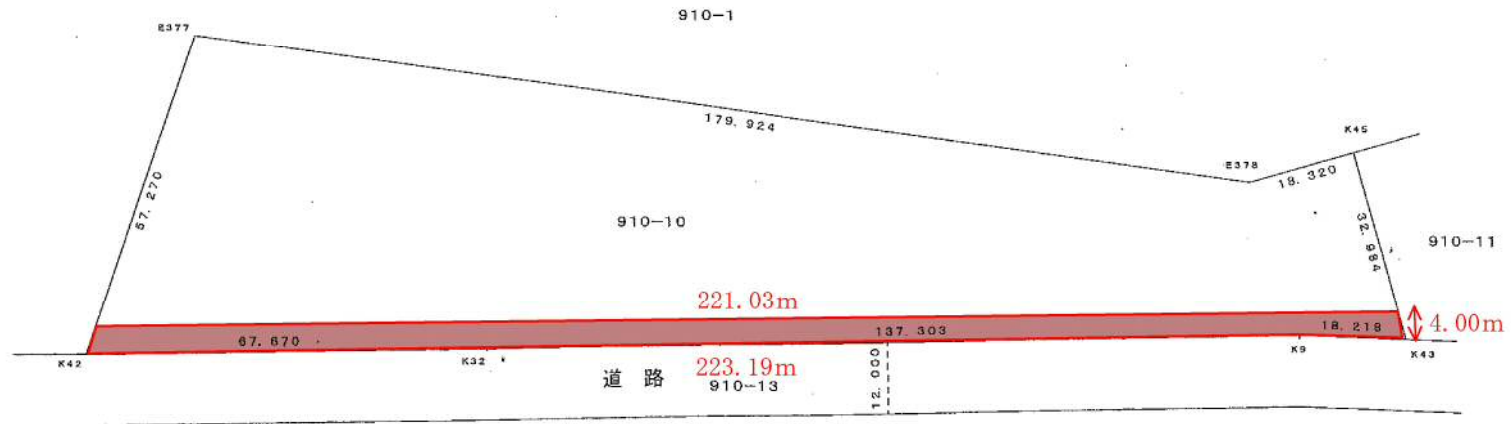 910-1
E377
179.924
K45
E378
18.320
57.270
910-10
32.984
910-11
221.03m
4.00m
67.670
137.303
18.218
K42
K32
K9
K43
223.19m
道路
910-13
12.000